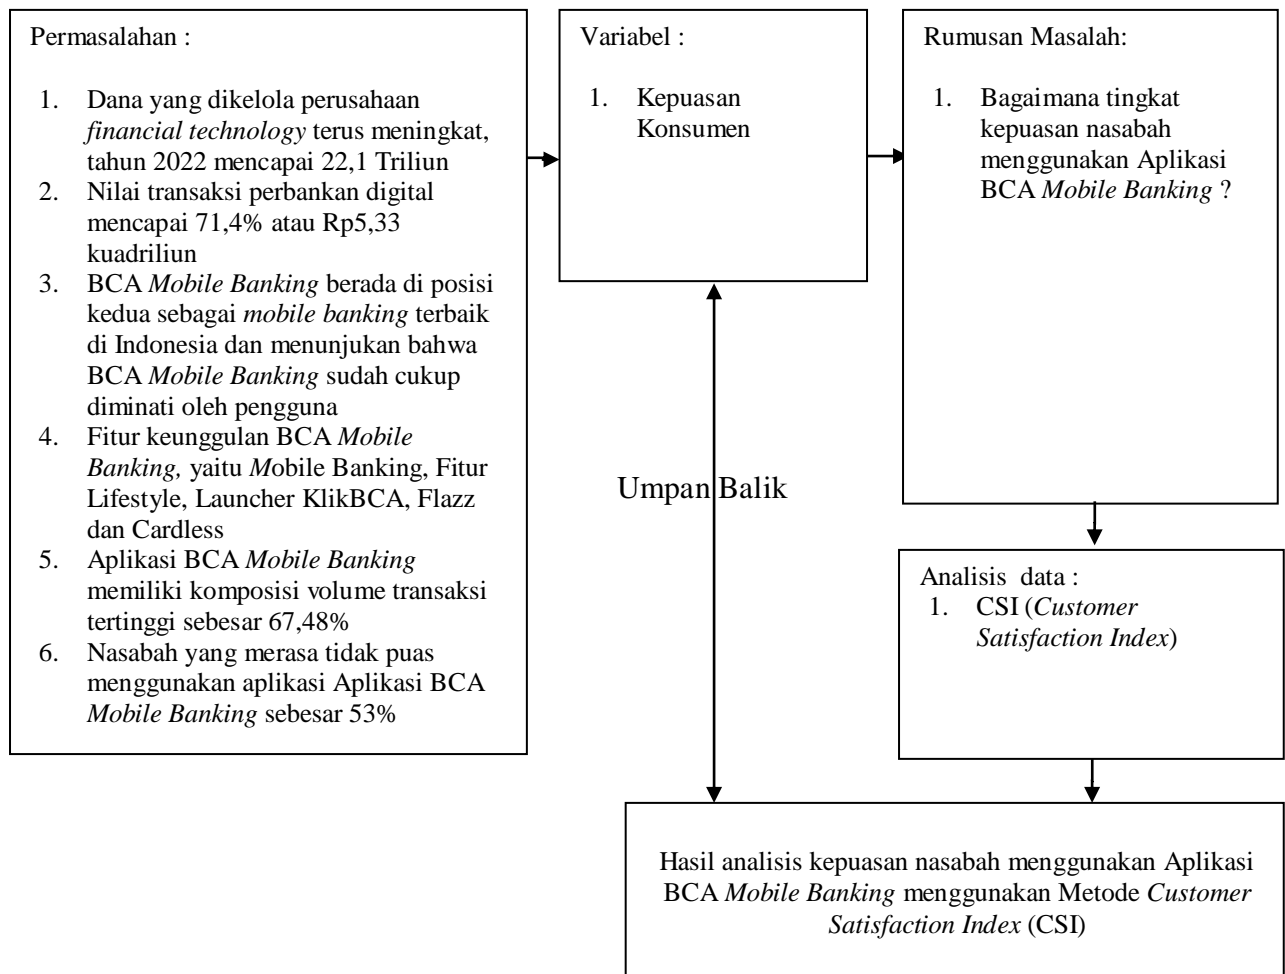 Permasalahan :
1. Dana yang dikelola perusahaan
financial technology terus meningkat,
tahun 2022 mencapai 22,1 Triliun
2. Nilai transaksi perbankan digital
mencapai 71,4% atau Rp5,33
kuadriliun
3. BCA Mobile Banking berada di posisi
kedua sebagai mobile banking terbaik
di Indonesia dan menunjukan bahwa
BCA Mobile Banking sudah cukup
diminati oleh pengguna
4. Fitur keunggulan BCA Mobile
Banking, yaitu Mobile Banking, Fitur
Lifestyle, Launcher KlikBCA, Flazz
dan Cardless
5. Aplikasi BCA Mobile Banking
memiliki komposisi volume transaksi
tertinggi sebesar 67,48%
6. Nasabah yang merasa tidak puas
menggunakan aplikasi Aplikasi BCA
Mobile Banking sebesar 53%
Variabel :
1. Kepuasan
Konsumen
Rumusan Masalah:
1. Bagaimana tingkat
kepuasan nasabah
menggunakan Aplikasi
BCA Mobile Banking ?
Umpan Balik
Analisis data :
1. CSI (Customer
Satisfaction Index)
Hasil analisis kepuasan nasabah menggunakan Aplikasi
BCA Mobile Banking menggunakan Metode Customer
Satisfaction Index (CSI)